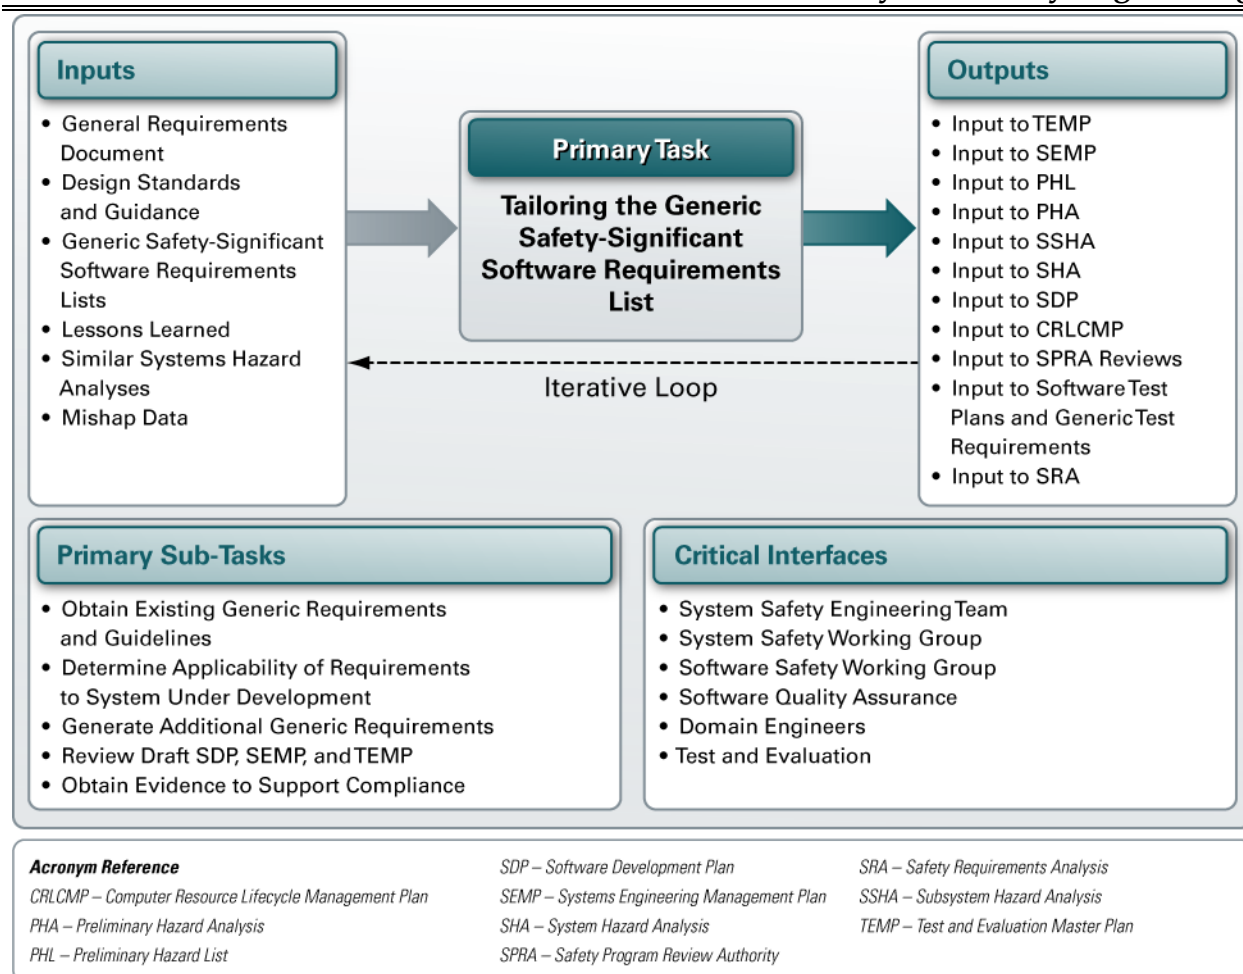 Inputs
• General Requirements
Document
• Design Standards
and Guidance
• Generic Safety-Significant
Software Requirements
Lists
• Lessons Learned
• Similar Systems Hazard
Analyses
• Mishap Data
Primary Task
Tailoring the Generic
Safety-Significant
Software Requirements
List
Iterative Loop
Outputs
• Input to TEMP
• Input to SEMP
• Input to PHL
• Input to PHA
• Input to SSHA
• Input to SHA
• Input to SDP
• Input to CRLCMP
• Input to SPRA Reviews
• Input to Software Test
Plans and Generic Test
Requirements
• Input to SRA
Primary Sub-Tasks
• Obtain Existing Generic Requirements
and Guidelines
• Determine Applicability of Requirements
to System Under Development
• Generate Additional Generic Requirements
• Review Draft SDP, SEMP, and TEMP
• Obtain Evidence to Support Compliance
Critical Interfaces
• System Safety Engineering Team
• System Safety Working Group
• Software Safety Working Group
• Software Quality Assurance
• Domain Engineers
• Test and Evaluation
Acronym Reference
CRLCMP – Computer Resource Lifecycle Management Plan
PHA – Preliminary Hazard Analysis
PHL – Preliminary Hazard List
SDP – Software Development Plan
SEMP – Systems Engineering Management Plan
SHA – System Hazard Analysis
SPRA – Safety Program Review Authority
SRA – Safety Requirements Analysis
SSHA – Subsystem Hazard Analysis
TEMP – Test and Evaluation Master Plan